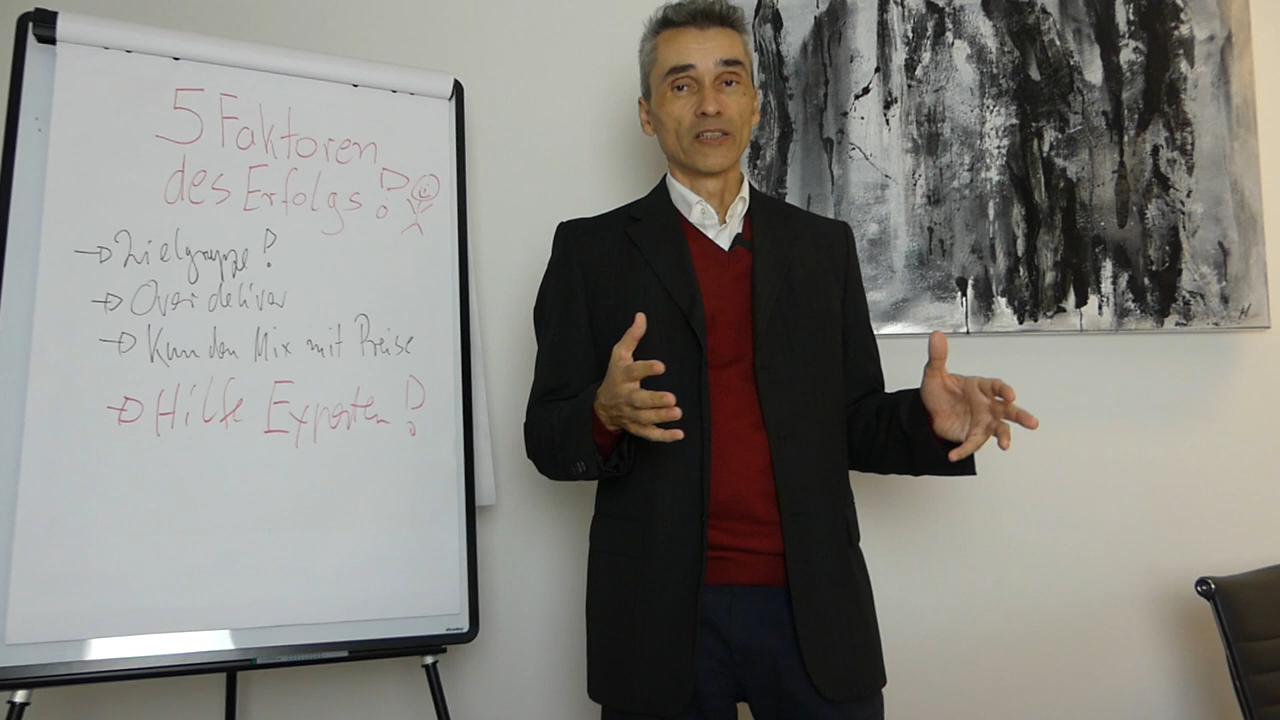 5 Faktoren
des Erfolgs!
→ Zielgruppe!
→ Over deliver
→ Kunden Mix mit Preise
→ Hilfe Experten!